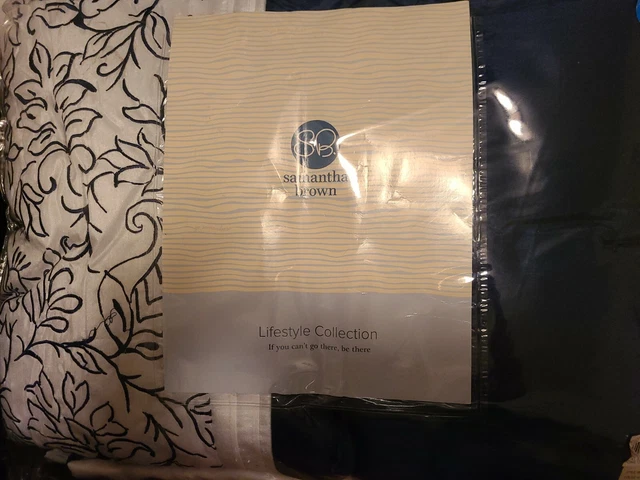 SB
samantha
brown
Lifestyle Collection
If you can't go there, be there